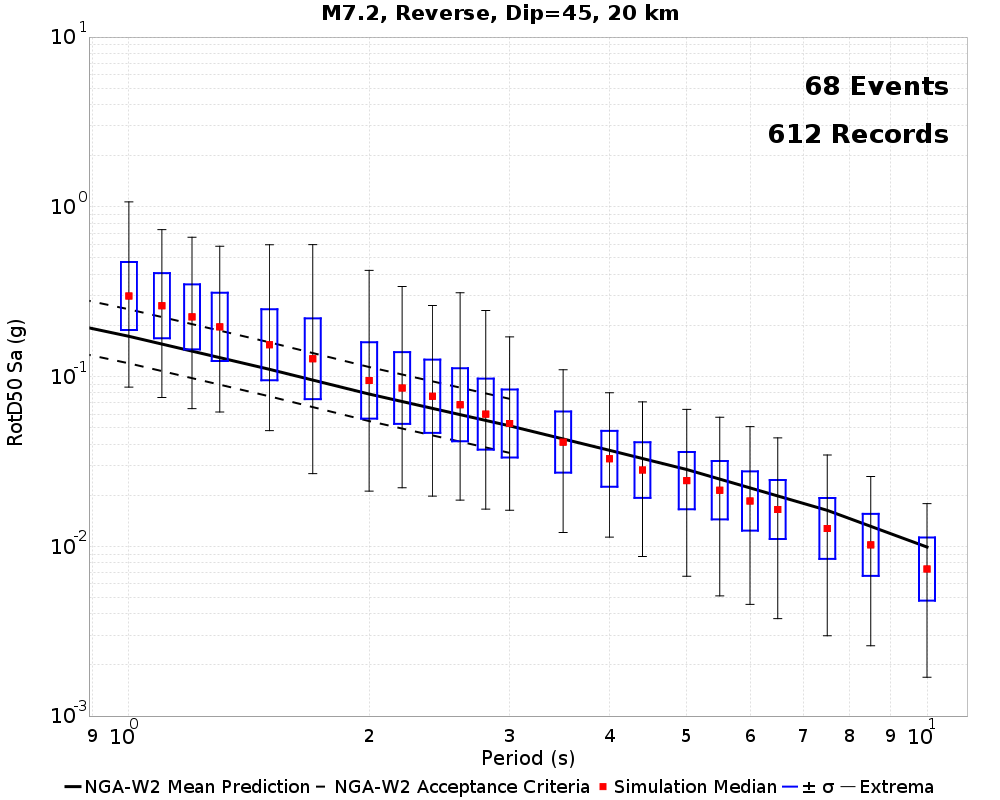 M7.2, Reverse, Dip=45, 20 km
68 Events
612 Records
RotD50 Sa (g)
10^1
10^0
10^-1
10^-2
10^-3
9 10^0 2 3 4 5 6 7 8 9 10^1
Period (s)
NGA-W2 Mean Prediction NGA-W2 Acceptance Criteria Simulation Median ± σ Extrema